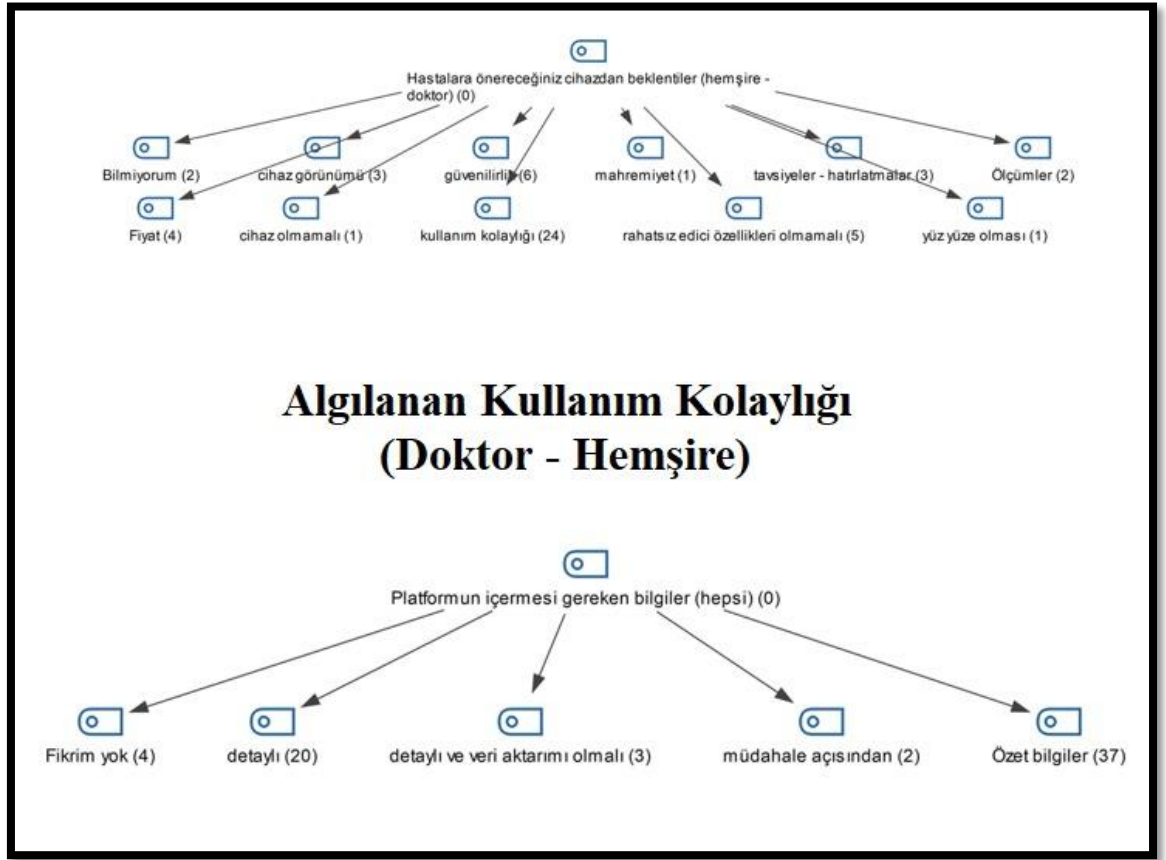 Hastalara önereceğiniz cihazdan beklentiler (hemşire -
doktor) (0)
Bilmiyorum (2)
cihaz görünümü (3)
güvenilirlik (6)
mahremiyet (1)
tavsiyeler - hatırlatmalar (3)
Ölçümler (2)
Fiyat (4)
cihaz olmamalı (1)
kullanım kolaylığı (24)
rahatsız edici özellikleri olmamalı (5)
yüz yüze olması (1)
Algılanan Kullanım Kolaylığı
(Doktor - Hemşire)
Platformun içermesi gereken bilgiler (hepsi) (0)
Fikrim yok (4)
detaylı (20)
detaylı ve veri aktarımı olmalı (3)
müdahale açısından (2)
Özet bilgiler (37)